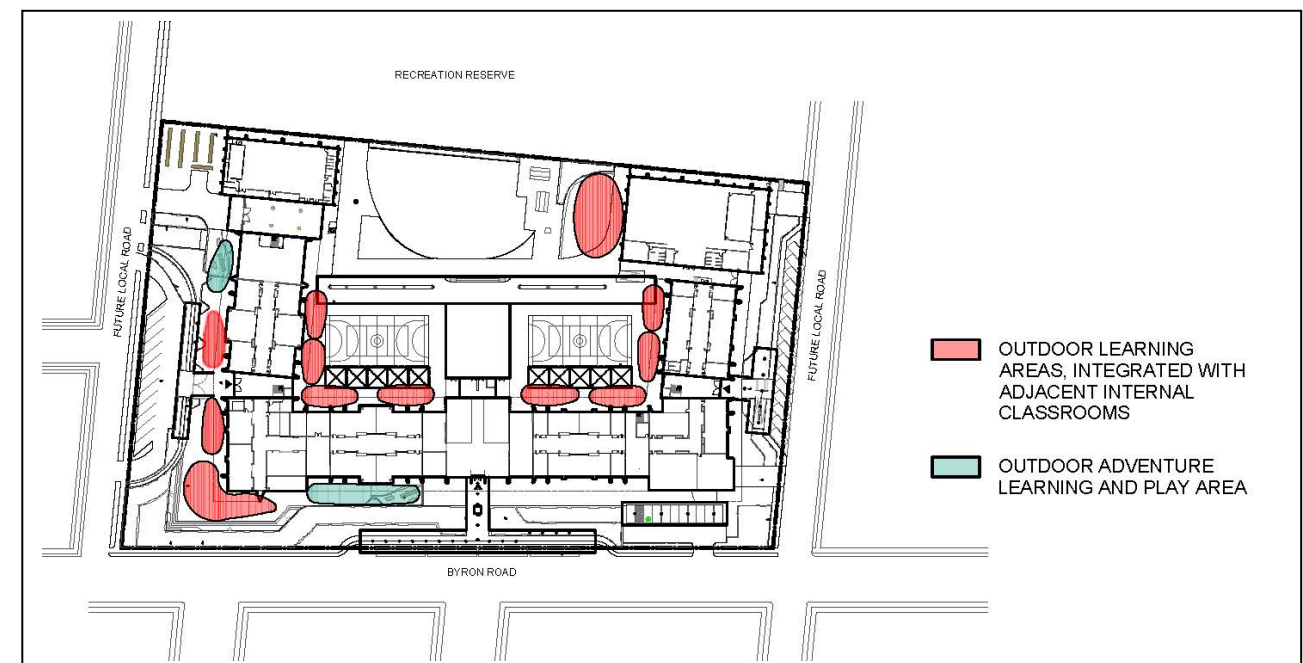 RECREATION RESERVE
FUTURE LOCAL ROAD
FUTURE LOCAL ROAD
OUTDOOR LEARNING
AREAS, INTEGRATED WITH
ADJACENT INTERNAL
CLASSROOMS
OUTDOOR ADVENTURE
LEARNING AND PLAY AREA
BYRON ROAD